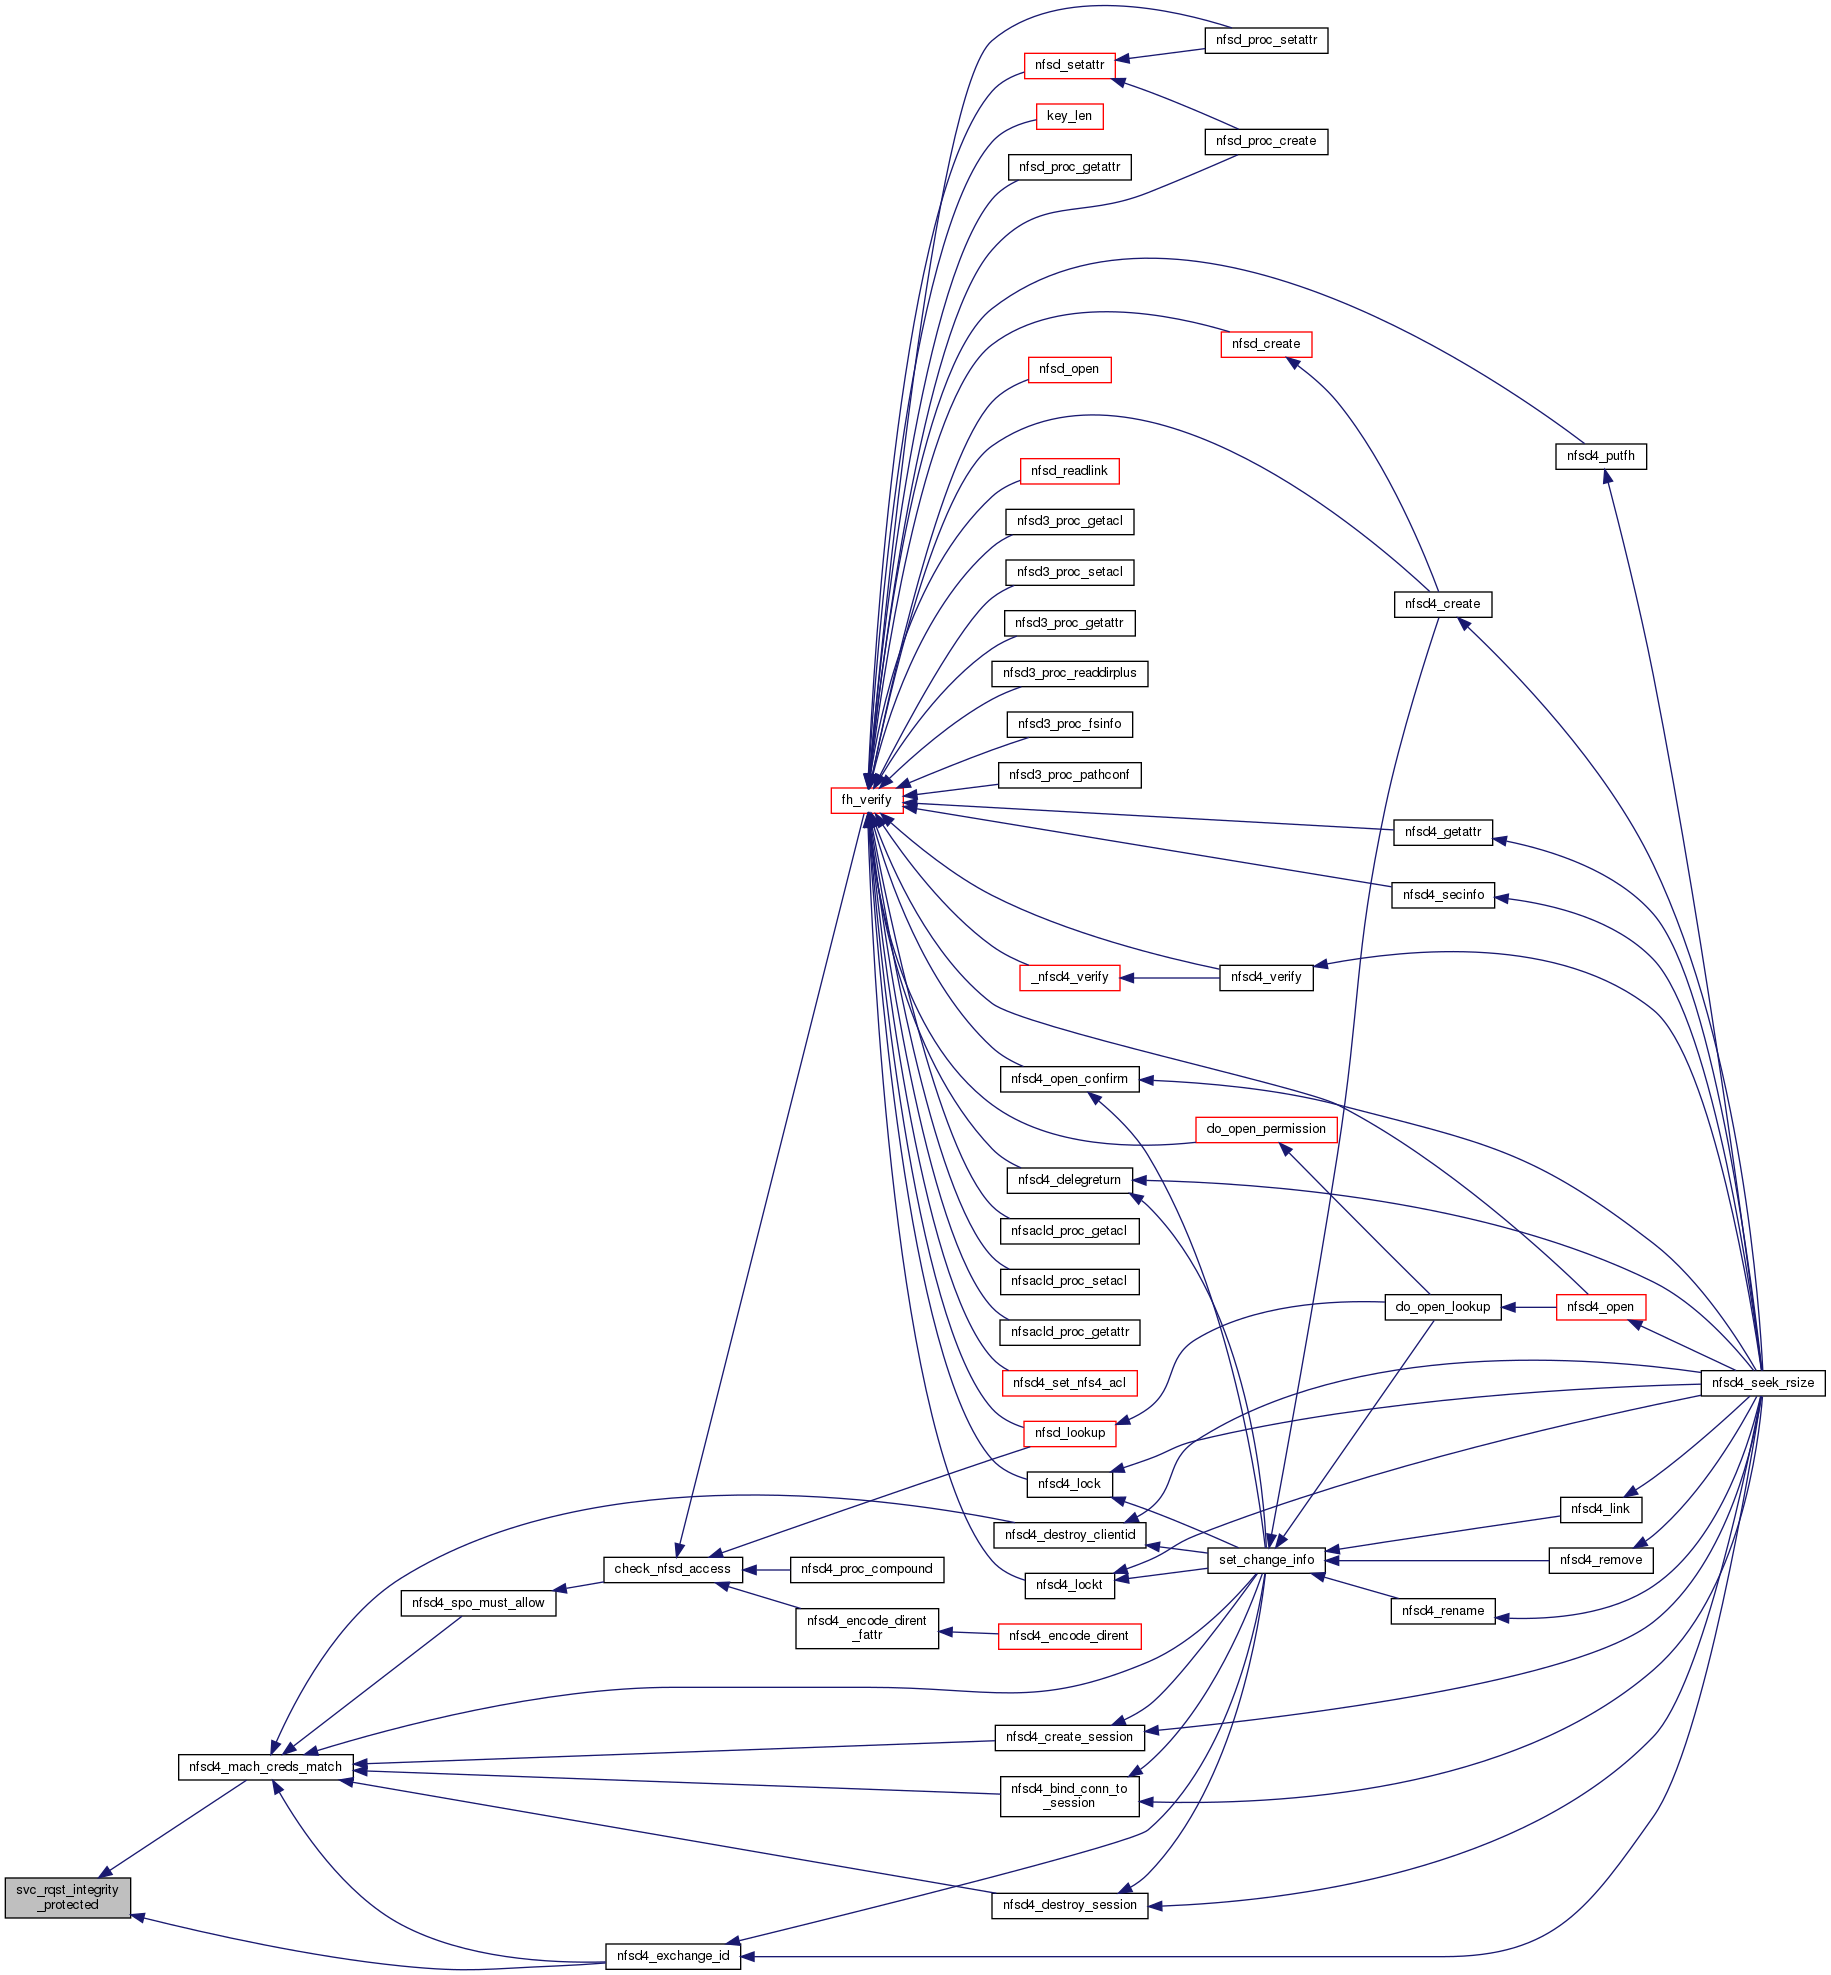 nfsd_proc_setattr
nfsd_setattr
key_len
nfsd_proc_create
nfsd_proc_getattr
nfsd_create
nfsd_open
nfsd4_putfh
nfsd_readlink
nfsd3_proc_getacl
nfsd3_proc_setacl
nfsd4_create
nfsd3_proc_getattr
nfsd3_proc_readdirplus
nfsd3_proc_fsinfo
nfsd3_proc_pathconf
fh_verify
nfsd4_getattr
nfsd4_secinfo
_nfsd4_verify
nfsd4_verify
nfsd4_open_confirm
do_open_permission
nfsd4_delegreturn
nfsacld_proc_getacl
nfsacld_proc_setacl
do_open_lookup
nfsd4_open
nfsacld_proc_getattr
nfsd4_set_nfs4_acl
nfsd4_seek_rsize
nfsd_lookup
nfsd4_lock
nfsd4_link
nfsd4_destroy_clientid
set_change_info
nfsd4_remove
check_nfsd_access
nfsd4_proc_compound
nfsd4_lockt
nfsd4_spo_must_allow
nfsd4_rename
nfsd4_encode_dirent
_fattr
nfsd4_encode_dirent
nfsd4_create_session
nfsd4_mach_creds_match
nfsd4_bind_conn_to
_session
svc_rqst_integrity
_protected
nfsd4_destroy_session
nfsd4_exchange_id